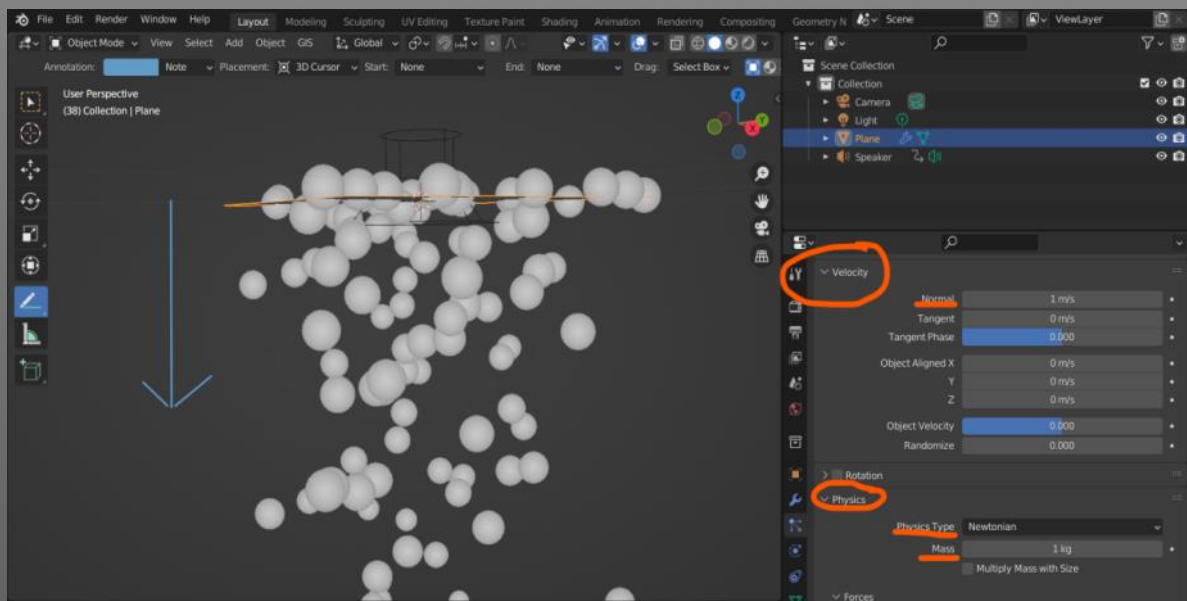 File Edit Render Window Help Layout Modeling Sculpting UV Editing Texture Paint Shading Animation Rendering Compositing Geometry N Scene ViewLayer
Object Mode View Select Add Object GIS Global
Annotation: Note Placement: 3D Cursor Start: None End: None Drag: Select Box
User Perspective
(38) Collection | Plane
Z
Y
X
Scene Collection
Collection
Camera
Light
Plane
Speaker
Velocity
Normal 1 m/s
Tangent 0 m/s
Tangent Phase 0.000
Object Aligned X 0 m/s
Y 0 m/s
Z 0 m/s
Object Velocity 0.000
Randomize 0.000
Rotation
Physics
Physics Type Newtonian
Mass 1 kg
Multiply Mass with Size
Forces